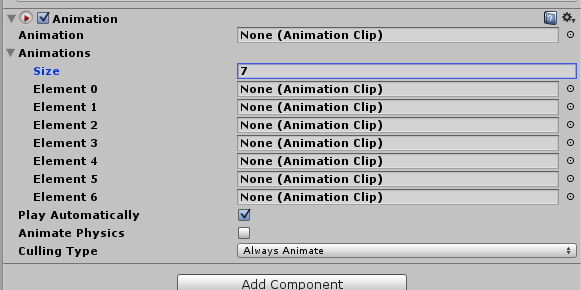 Animation
Animation None (Animation Clip)
Animations
Size 7
Element 0 None (Animation Clip)
Element 1 None (Animation Clip)
Element 2 None (Animation Clip)
Element 3 None (Animation Clip)
Element 4 None (Animation Clip)
Element 5 None (Animation Clip)
Element 6 None (Animation Clip)
Play Automatically
Animate Physics
Culling Type Always Animate
Add Component